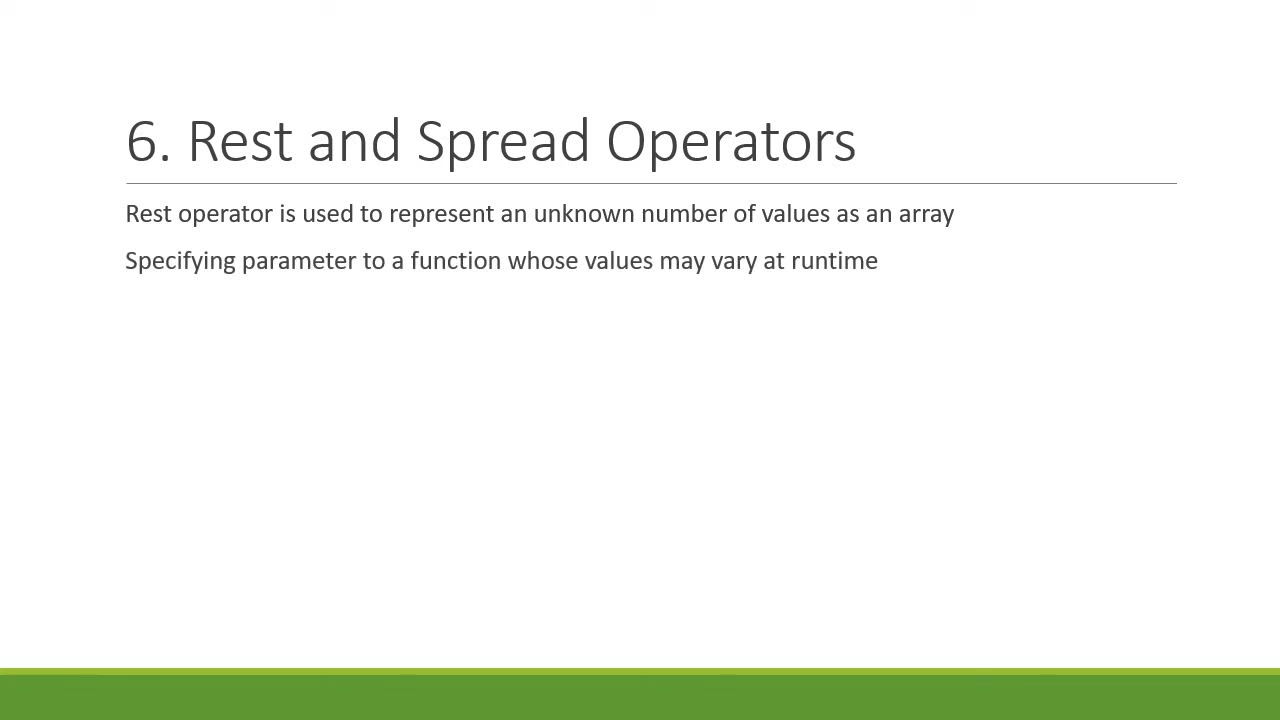 6. Rest and Spread Operators
Rest operator is used to represent an unknown number of values as an array
Specifying parameter to a function whose values may vary at runtime